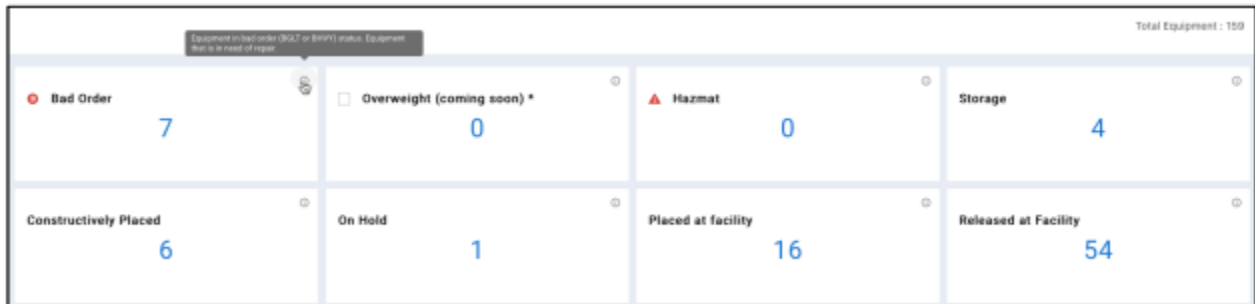 Total Equipment : 159
Equipment in bad order (BGLT or BHVY) status. Equipment
that is in need of repair.
Bad Order
7
Overweight (coming soon) *
0
Hazmat
0
Storage
4
Constructively Placed
6
On Hold
1
Placed at facility
16
Released at Facility
54